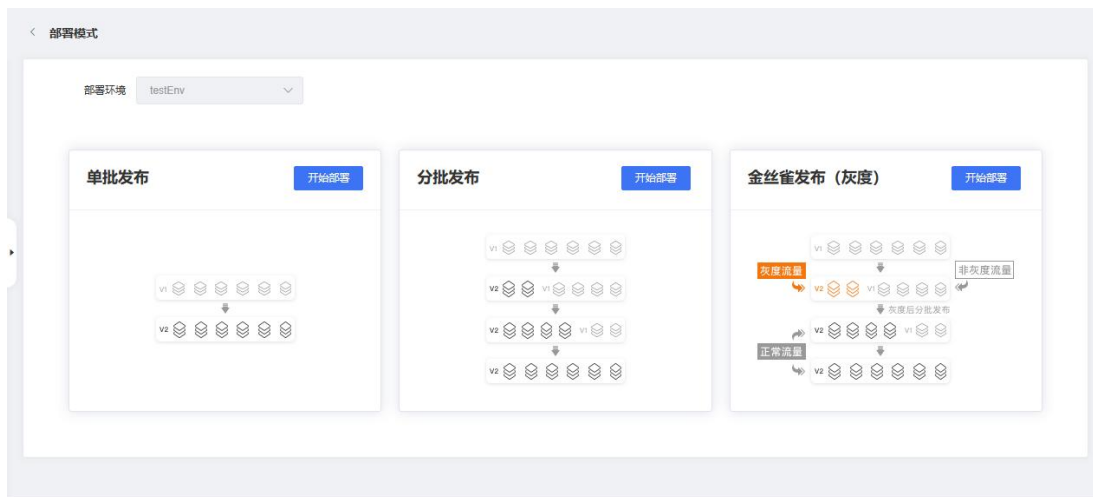 部署模式
部署环境 testEnv
单批发布 开始部署
V1
V2
分批发布 开始部署
V1
V2 V1
V2 V1
V2
金丝雀发布（灰度） 开始部署
V1
灰度流量 非灰度流量
V2 V1
灰度后分批发布
V2 V1
正常流量
V2